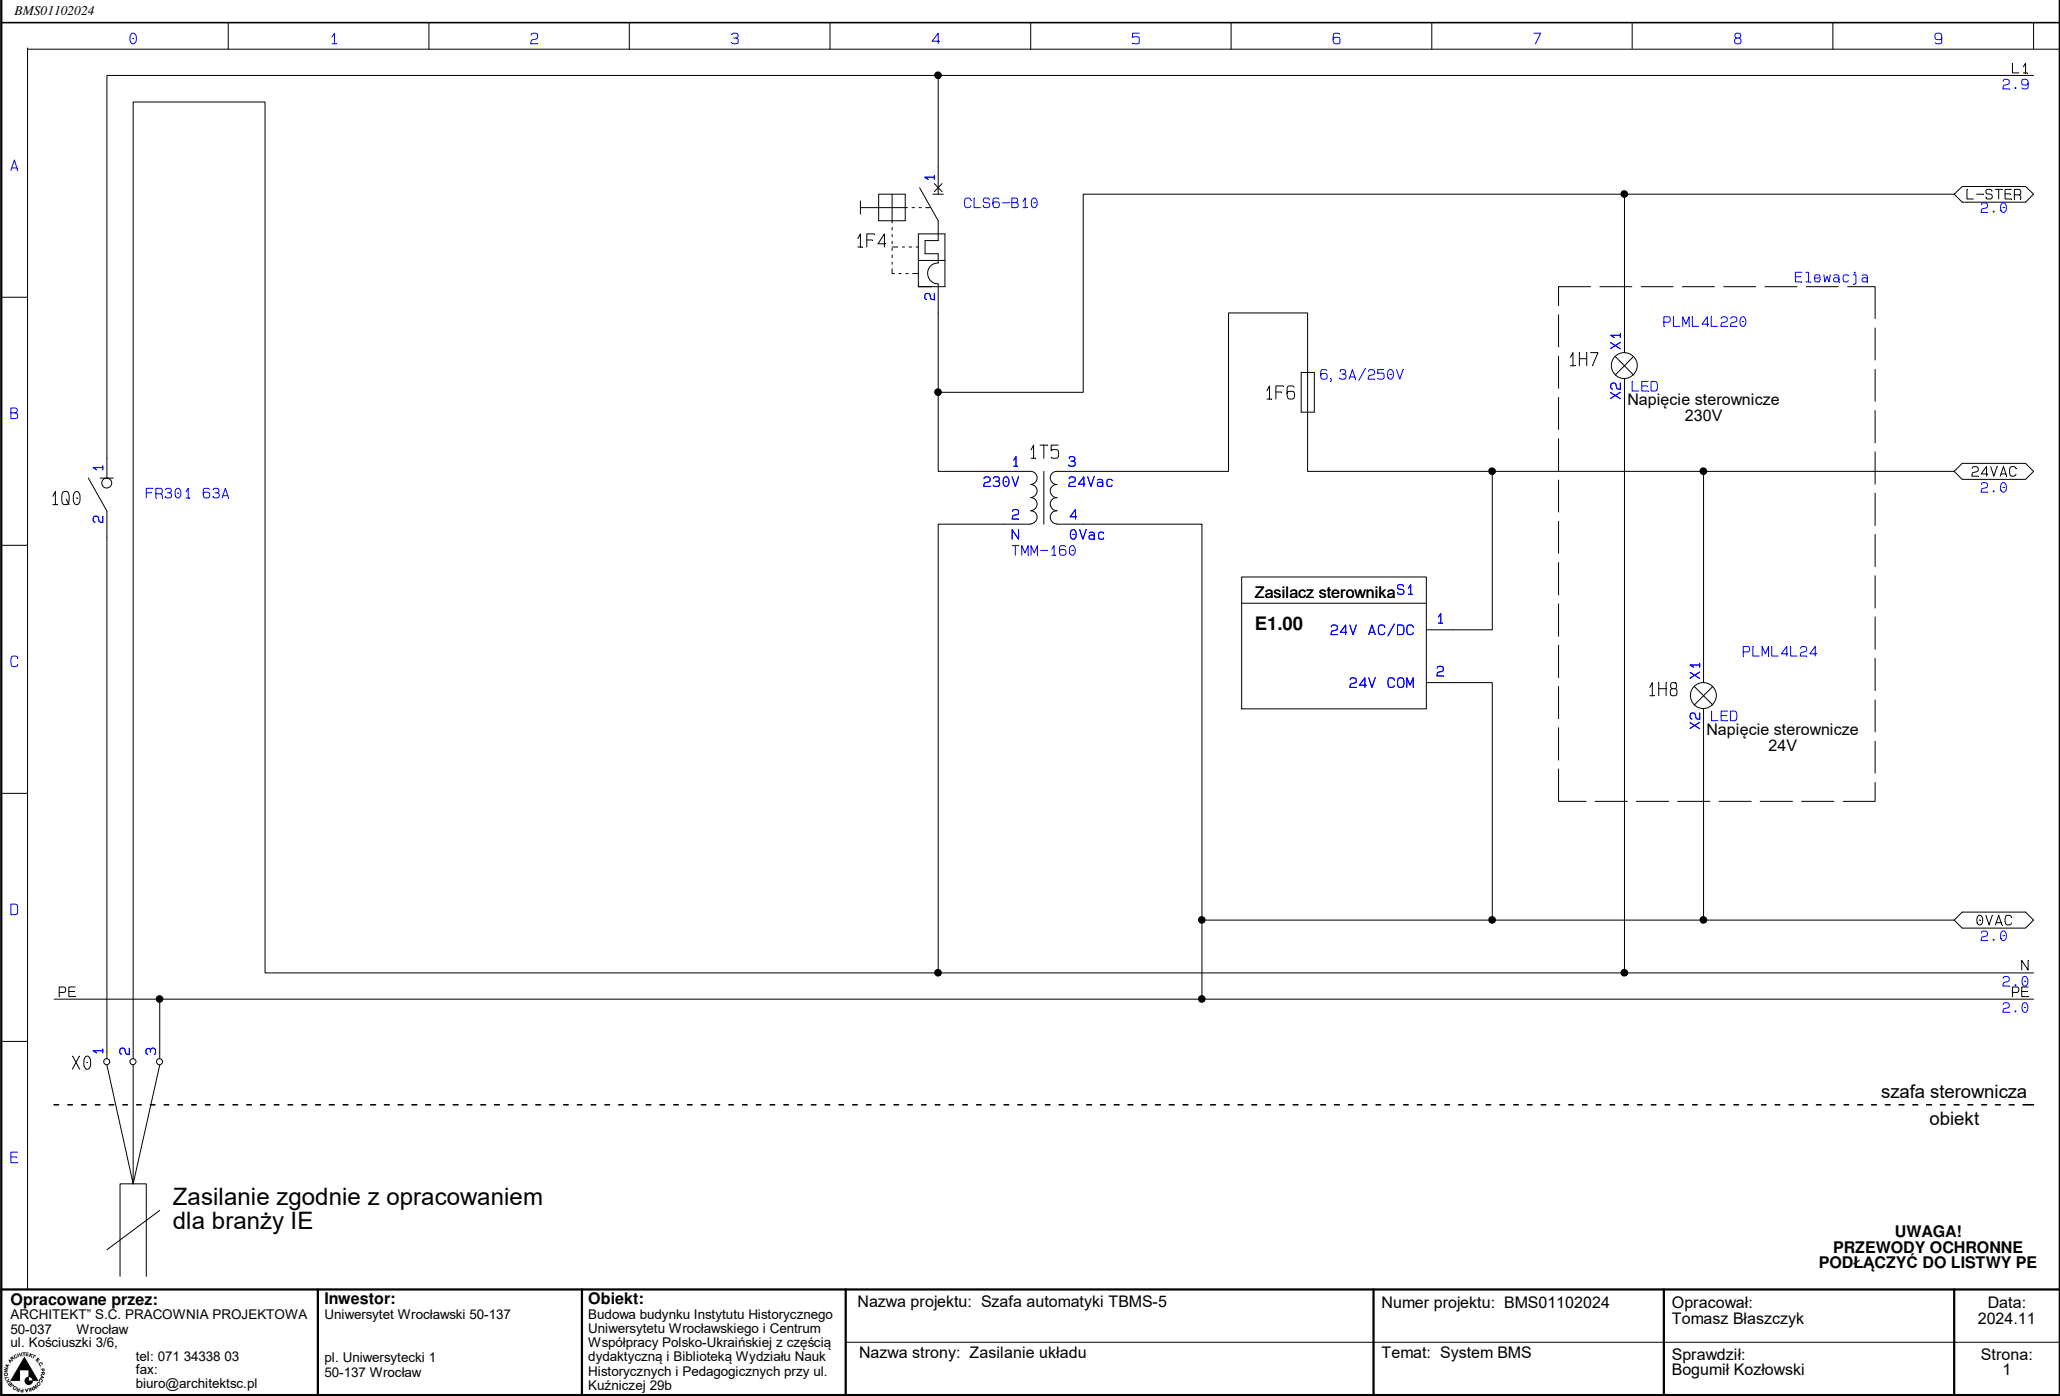 BMS01102024
0 1 2 3 4 5 6 7 8 9
L1
2.9
A
1
CLS6-B10
L-STER
2.0
1F4
2
Elewacja
PLML4L220
X1
1H7
6,3A/250V
1F6
X2 LED
Napięcie sterownicze
230V
B
1T5
1 3
230V 24Vac
24VAC
2.0
1
1Q0
FR301 63A
2
2 4
N 0Vac
TMM-160
Zasilacz sterownika S1
E1.00
24V AC/DC 1
24V COM 2
C
PLML4L24
X1
1H8
X2 LED
Napięcie sterownicze
24V
D
0VAC
2.0
N
2.0
PE
PE
2.0
X0 1 2 3
szafa sterownicza
obiekt
E
Zasilanie zgodnie z opracowaniem
dla branży IE
UWAGA!
PRZEWODY OCHRONNE
PODŁĄCZYĆ DO LISTWY PE
Opracowane przez:
ARCHITEKT" S.C. PRACOWNIA PROJEKTOWA
50-037 Wrocław
ul. Kościuszki 3/6,
tel: 071 34338 03
fax:
biuro@architektsc.pl
Inwestor:
Uniwersytet Wrocławski 50-137
pl. Uniwersytecki 1
50-137 Wrocław
Obiekt:
Budowa budynku Instytutu Historycznego
Uniwersytetu Wrocławskiego i Centrum
Współpracy Polsko-Ukraińskiej z częścią
dydaktyczną i Biblioteką Wydziału Nauk
Historycznych i Pedagogicznych przy ul.
Kuźniczej 29b
Nazwa projektu: Szafa automatyki TBMS-5
Nazwa strony: Zasilanie układu
Numer projektu: BMS01102024
Temat: System BMS
Opracował:
Tomasz Błaszczyk
Sprawdził:
Bogumił Kozłowski
Data:
2024.11
Strona:
1